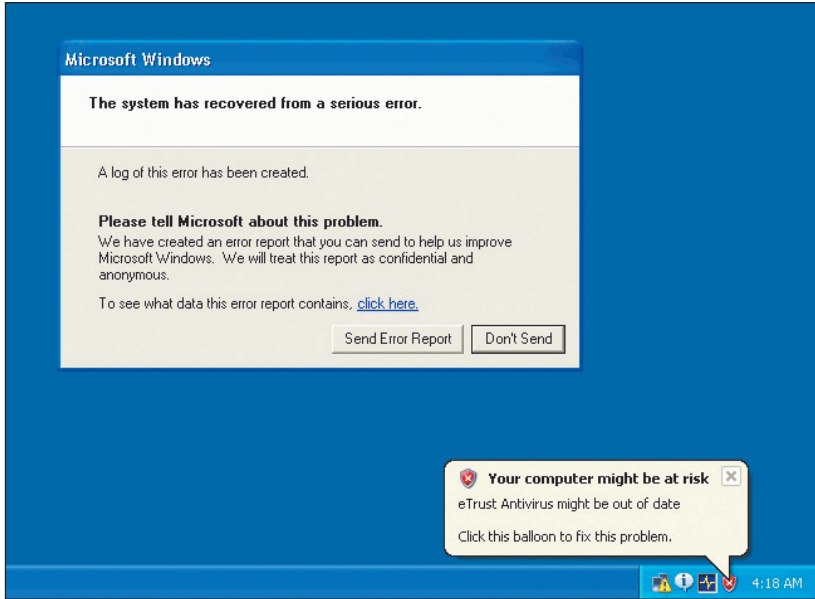 Microsoft Windows
The system has recovered from a serious error.
A log of this error has been created.
Please tell Microsoft about this problem.
We have created an error report that you can send to help us improve
Microsoft Windows. We will treat this report as confidential and
anonymous.
To see what data this error report contains, click here.
Send Error Report Don't Send
Your computer might be at risk
eTrust Antivirus might be out of date
Click this balloon to fix this problem.
4:18 AM